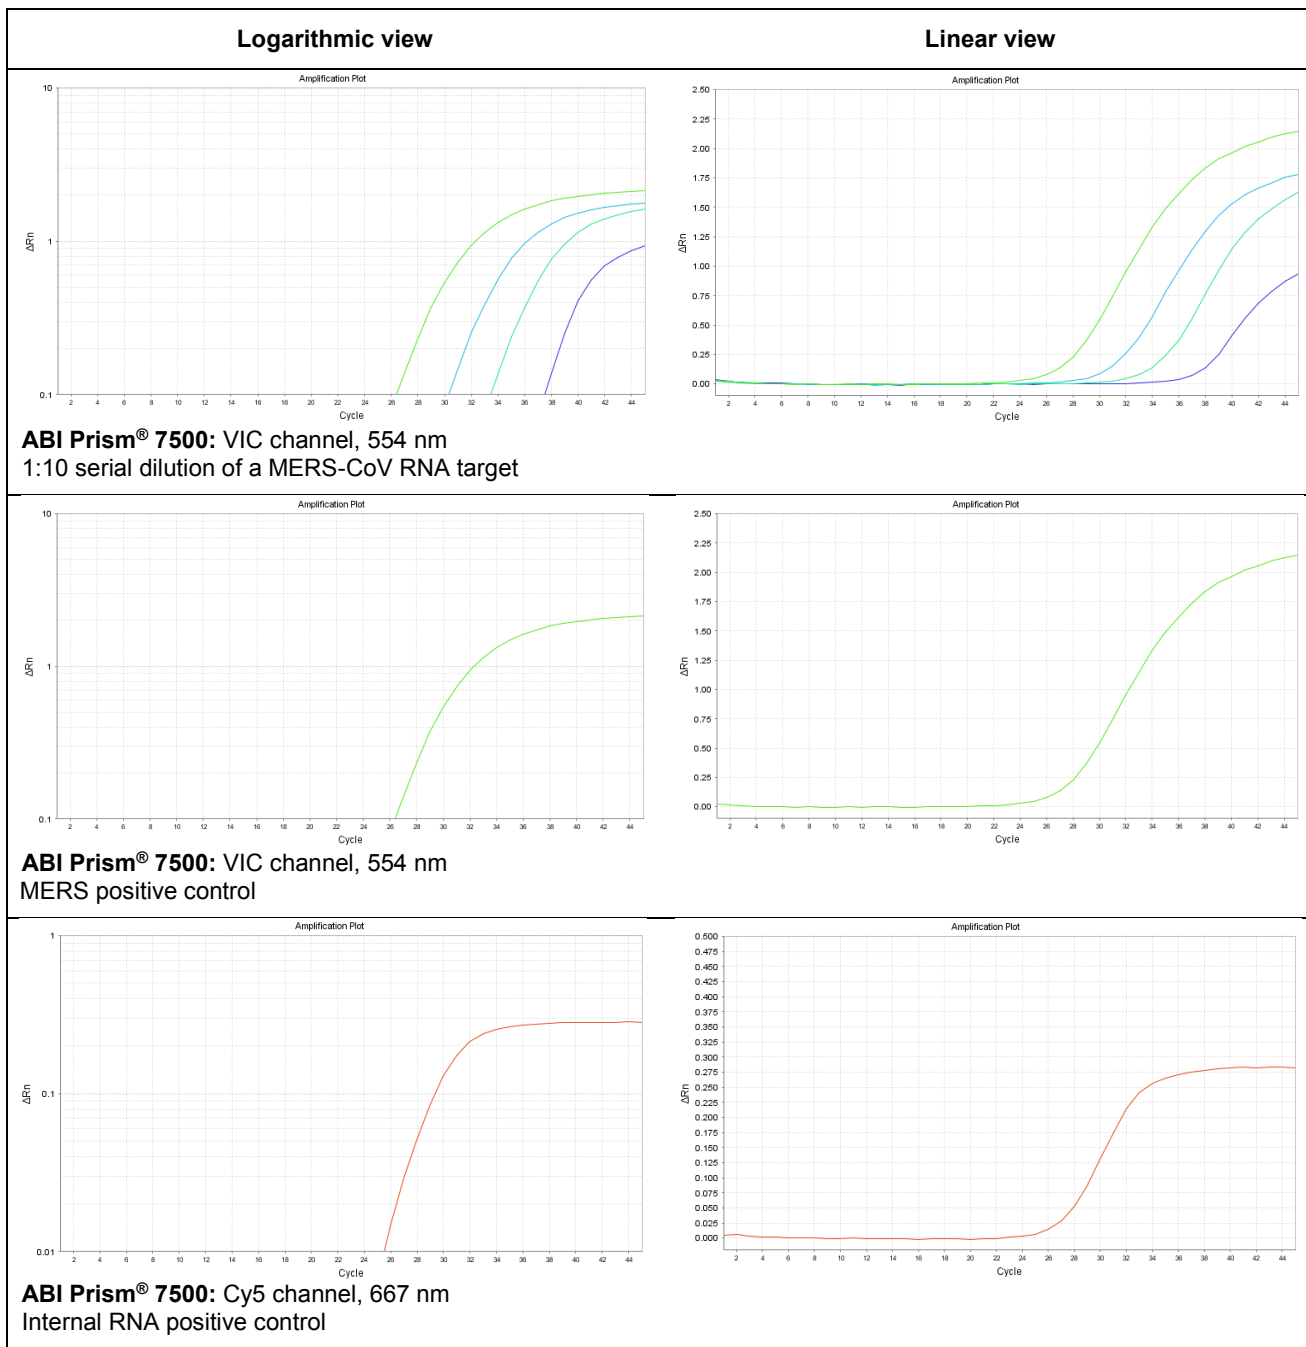 Logarithmic view
Linear view
Amplification Plot
10
1
0.1
ΔRn
2 4 6 8 10 12 14 16 18 20 22 24 26 28 30 32 34 36 38 40 42 44
Cycle
Amplification Plot
2.50
2.25
2.00
1.75
1.50
1.25
1.00
0.75
0.50
0.25
0.00
ΔRn
2 4 6 8 10 12 14 16 18 20 22 24 26 28 30 32 34 36 38 40 42 44
Cycle
ABI Prism® 7500: VIC channel, 554 nm
1:10 serial dilution of a MERS-CoV RNA target
Amplification Plot
10
1
0.1
ΔRn
2 4 6 8 10 12 14 16 18 20 22 24 26 28 30 32 34 36 38 40 42 44
Cycle
Amplification Plot
2.50
2.25
2.00
1.75
1.50
1.25
1.00
0.75
0.50
0.25
0.00
ΔRn
2 4 6 8 10 12 14 16 18 20 22 24 26 28 30 32 34 36 38 40 42 44
Cycle
ABI Prism® 7500: VIC channel, 554 nm
MERS positive control
Amplification Plot
1
0.1
0.01
ΔRn
2 4 6 8 10 12 14 16 18 20 22 24 26 28 30 32 34 36 38 40 42 44
Cycle
Amplification Plot
0.500
0.475
0.450
0.425
0.400
0.375
0.350
0.325
0.300
0.275
0.250
0.225
0.200
0.175
0.150
0.125
0.100
0.075
0.050
0.025
0.000
ΔRn
2 4 6 8 10 12 14 16 18 20 22 24 26 28 30 32 34 36 38 40 42 44
Cycle
ABI Prism® 7500: Cy5 channel, 667 nm
Internal RNA positive control